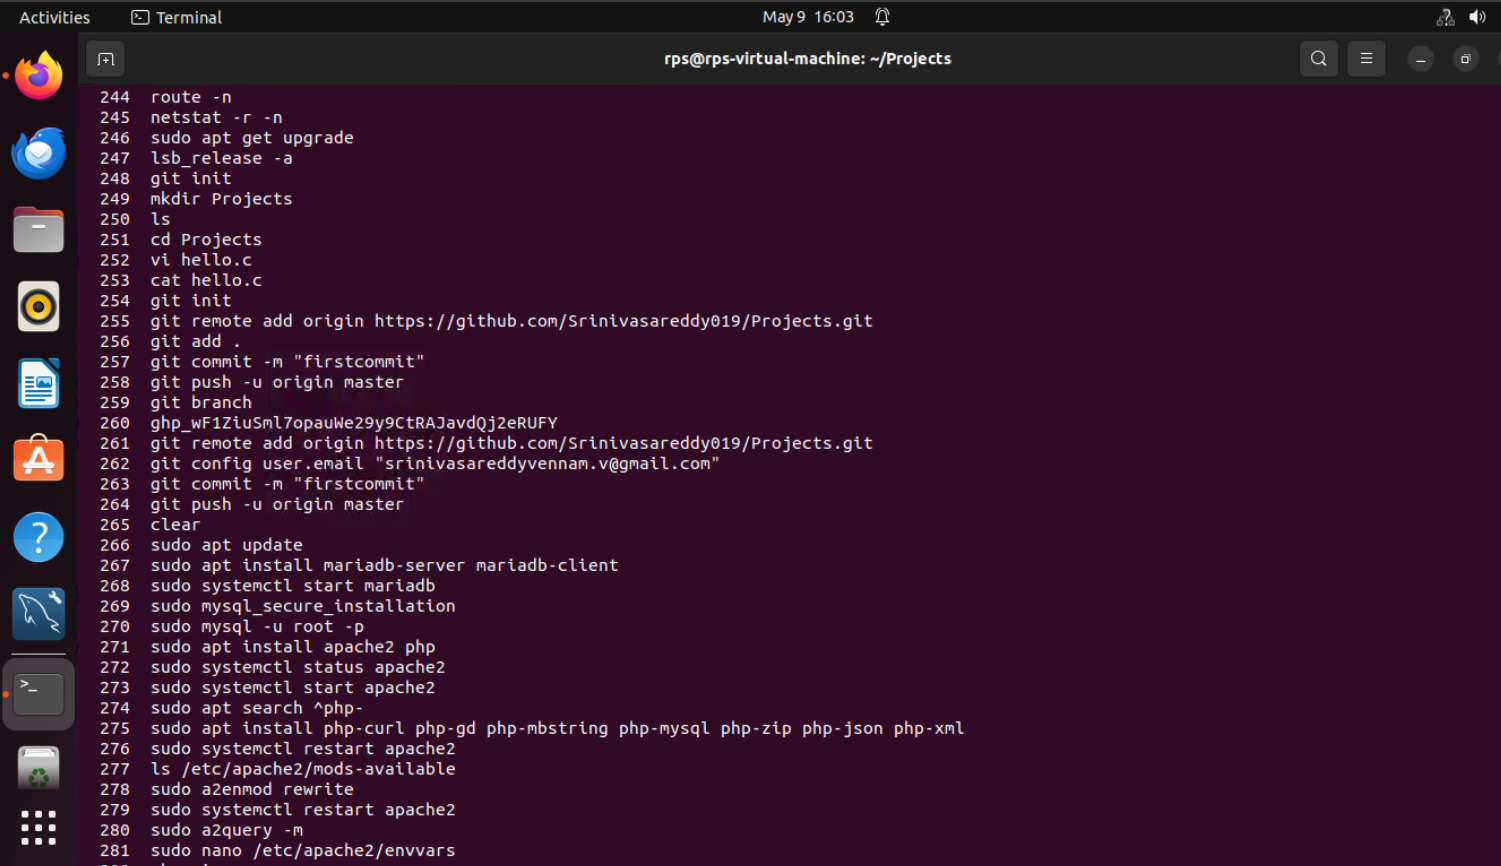 Activities
Terminal
May 9 16:03
rps@rps-virtual-machine: ~/Projects
244 route -n
245 netstat -r -n
246 sudo apt get upgrade
247 lsb_release -a
248 git init
249 mkdir Projects
250 ls
251 cd Projects
252 vi hello.c
253 cat hello.c
254 git init
255 git remote add origin https://github.com/Srinivasareddy019/Projects.git
256 git add .
257 git commit -m "firstcommit"
258 git push -u origin master
259 git branch
260 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
261 git remote add origin https://github.com/Srinivasareddy019/Projects.git
262 git config user.email "srinivasareddyvennam.v@gmail.com"
263 git commit -m "firstcommit"
264 git push -u origin master
265 clear
266 sudo apt update
267 sudo apt install mariadb-server mariadb-client
268 sudo systemctl start mariadb
269 sudo mysql_secure_installation
270 sudo mysql -u root -p
271 sudo apt install apache2 php
272 sudo systemctl status apache2
273 sudo systemctl start apache2
274 sudo apt search ^php-
275 sudo apt install php-curl php-gd php-mbstring php-mysql php-zip php-json php-xml
276 sudo systemctl restart apache2
277 ls /etc/apache2/mods-available
278 sudo a2enmod rewrite
279 sudo systemctl restart apache2
280 sudo a2query -m
281 sudo nano /etc/apache2/envvars